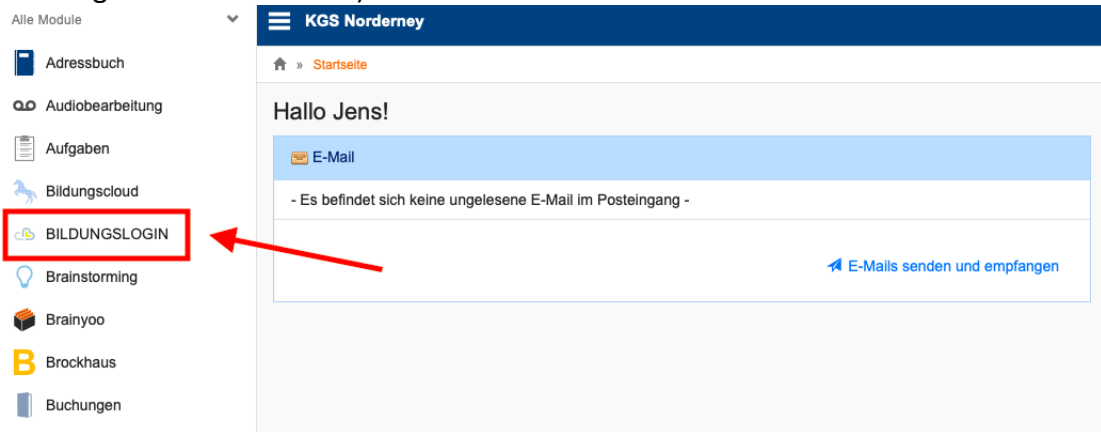 Alle Module
Adressbuch
Audiobearbeitung
Aufgaben
Bildungscloud
BILDUNGSLOGIN
Brainstorming
Brainyoo
B Brockhaus
Buchungen
KGS Norderney
» Startseite
Hallo Jens!
E-Mail
- Es befindet sich keine ungelesene E-Mail im Posteingang -
E-Mails senden und empfangen